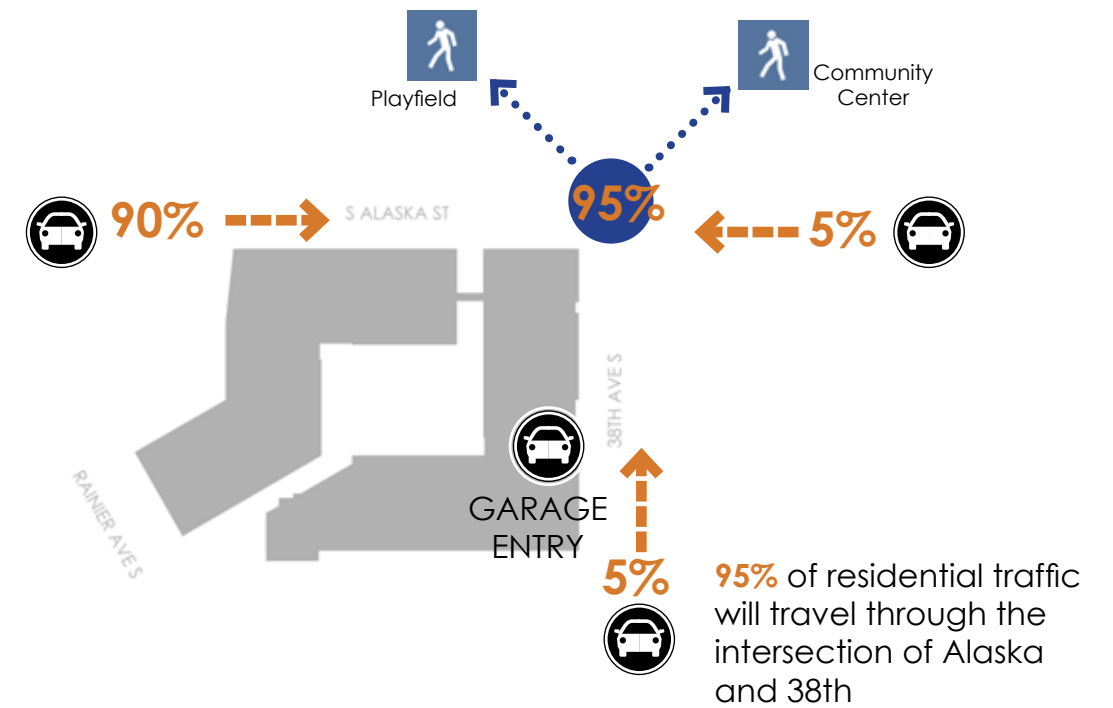 Playfield
Community
Center
90%
S ALASKA ST
95%
5%
38TH AVE S
RAINIER AVE S
GARAGE
ENTRY
5%
95% of residential traffic
will travel through the
intersection of Alaska
and 38th